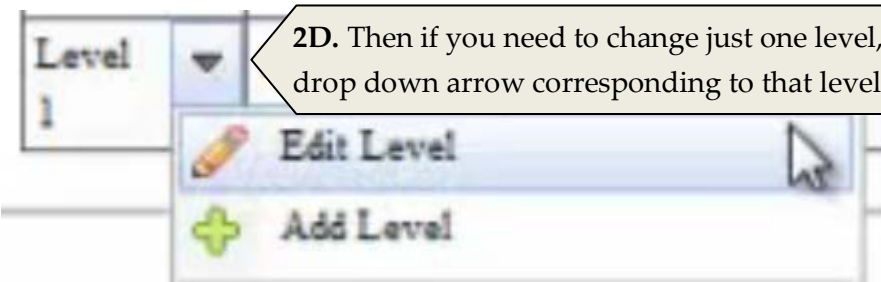 Level
1
2D. Then if you need to change just one level,
drop down arrow corresponding to that level
Edit Level
Add Level